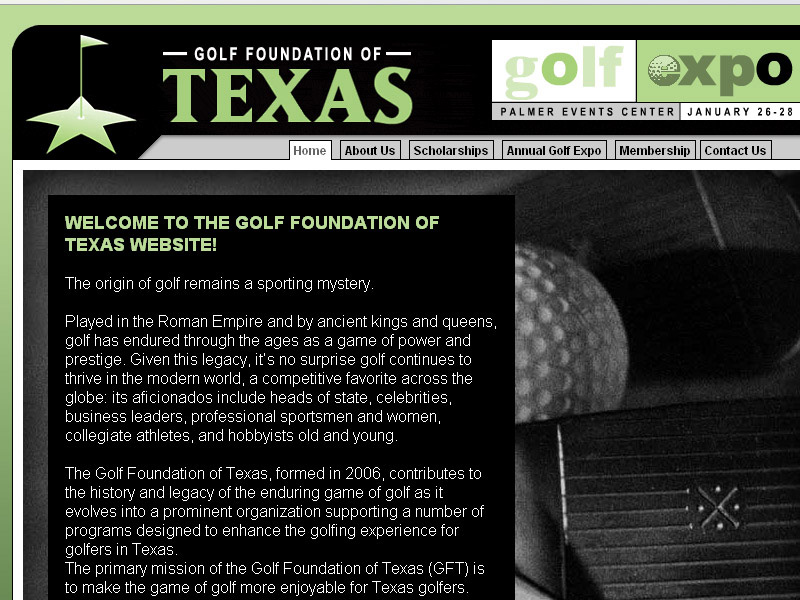 GOLF FOUNDATION OF
TEXAS
golf expo
PALMER EVENTS CENTER JANUARY 26-28
Home About Us Scholarships Annual Golf Expo Membership Contact Us
WELCOME TO THE GOLF FOUNDATION OF
TEXAS WEBSITE!
The origin of golf remains a sporting mystery.
Played in the Roman Empire and by ancient kings and queens,
golf has endured through the ages as a game of power and
prestige. Given this legacy, it's no surprise golf continues to
thrive in the modern world, a competitive favorite across the
globe: its aficionados include heads of state, celebrities,
business leaders, professional sportsmen and women,
collegiate athletes, and hobbyists old and young.
The Golf Foundation of Texas, formed in 2006, contributes to
the history and legacy of the enduring game of golf as it
evolves into a prominent organization supporting a number of
programs designed to enhance the golfing experience for
golfers in Texas.
The primary mission of the Golf Foundation of Texas (GFT) is
to make the game of golf more enjoyable for Texas golfers.